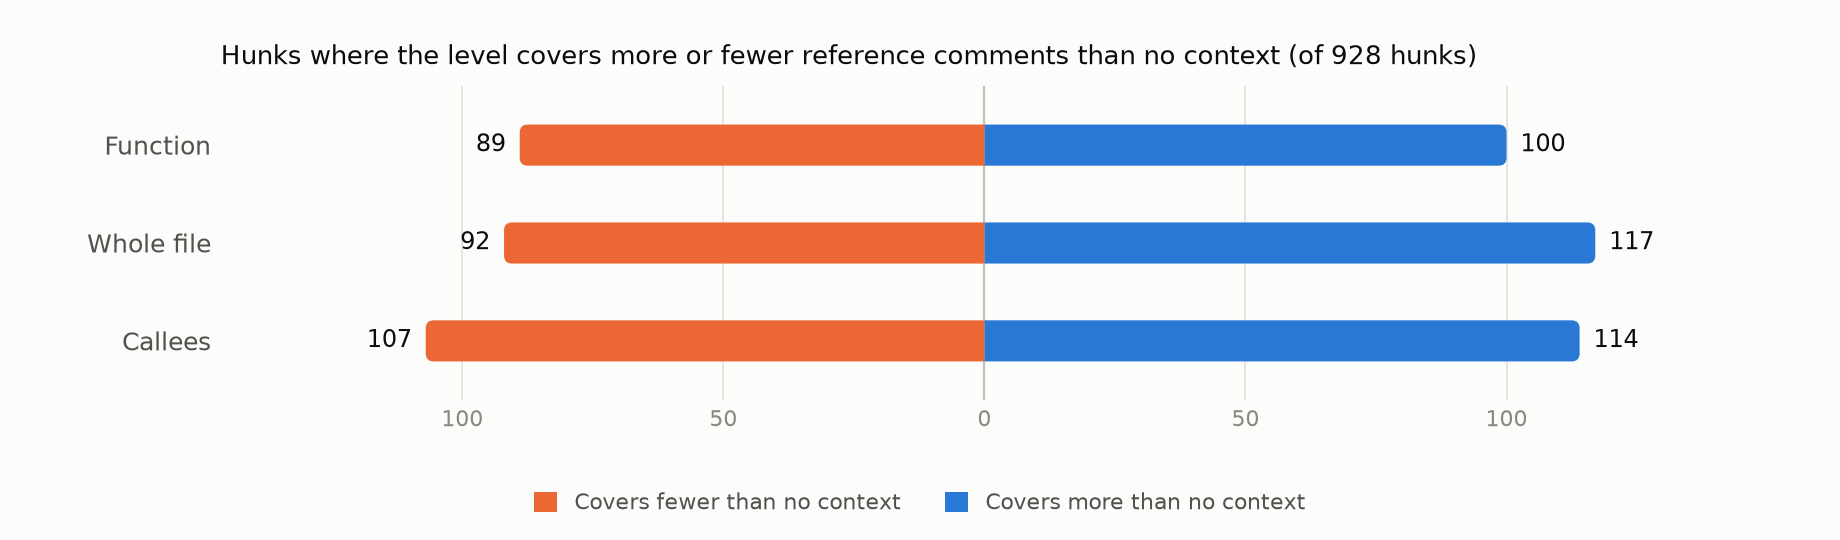 Hunks where the level covers more or fewer reference comments than no context (of 928 hunks)
Function 89 100
Whole file 92 117
Callees 107 114
100 50 0 50 100
Covers fewer than no context Covers more than no context